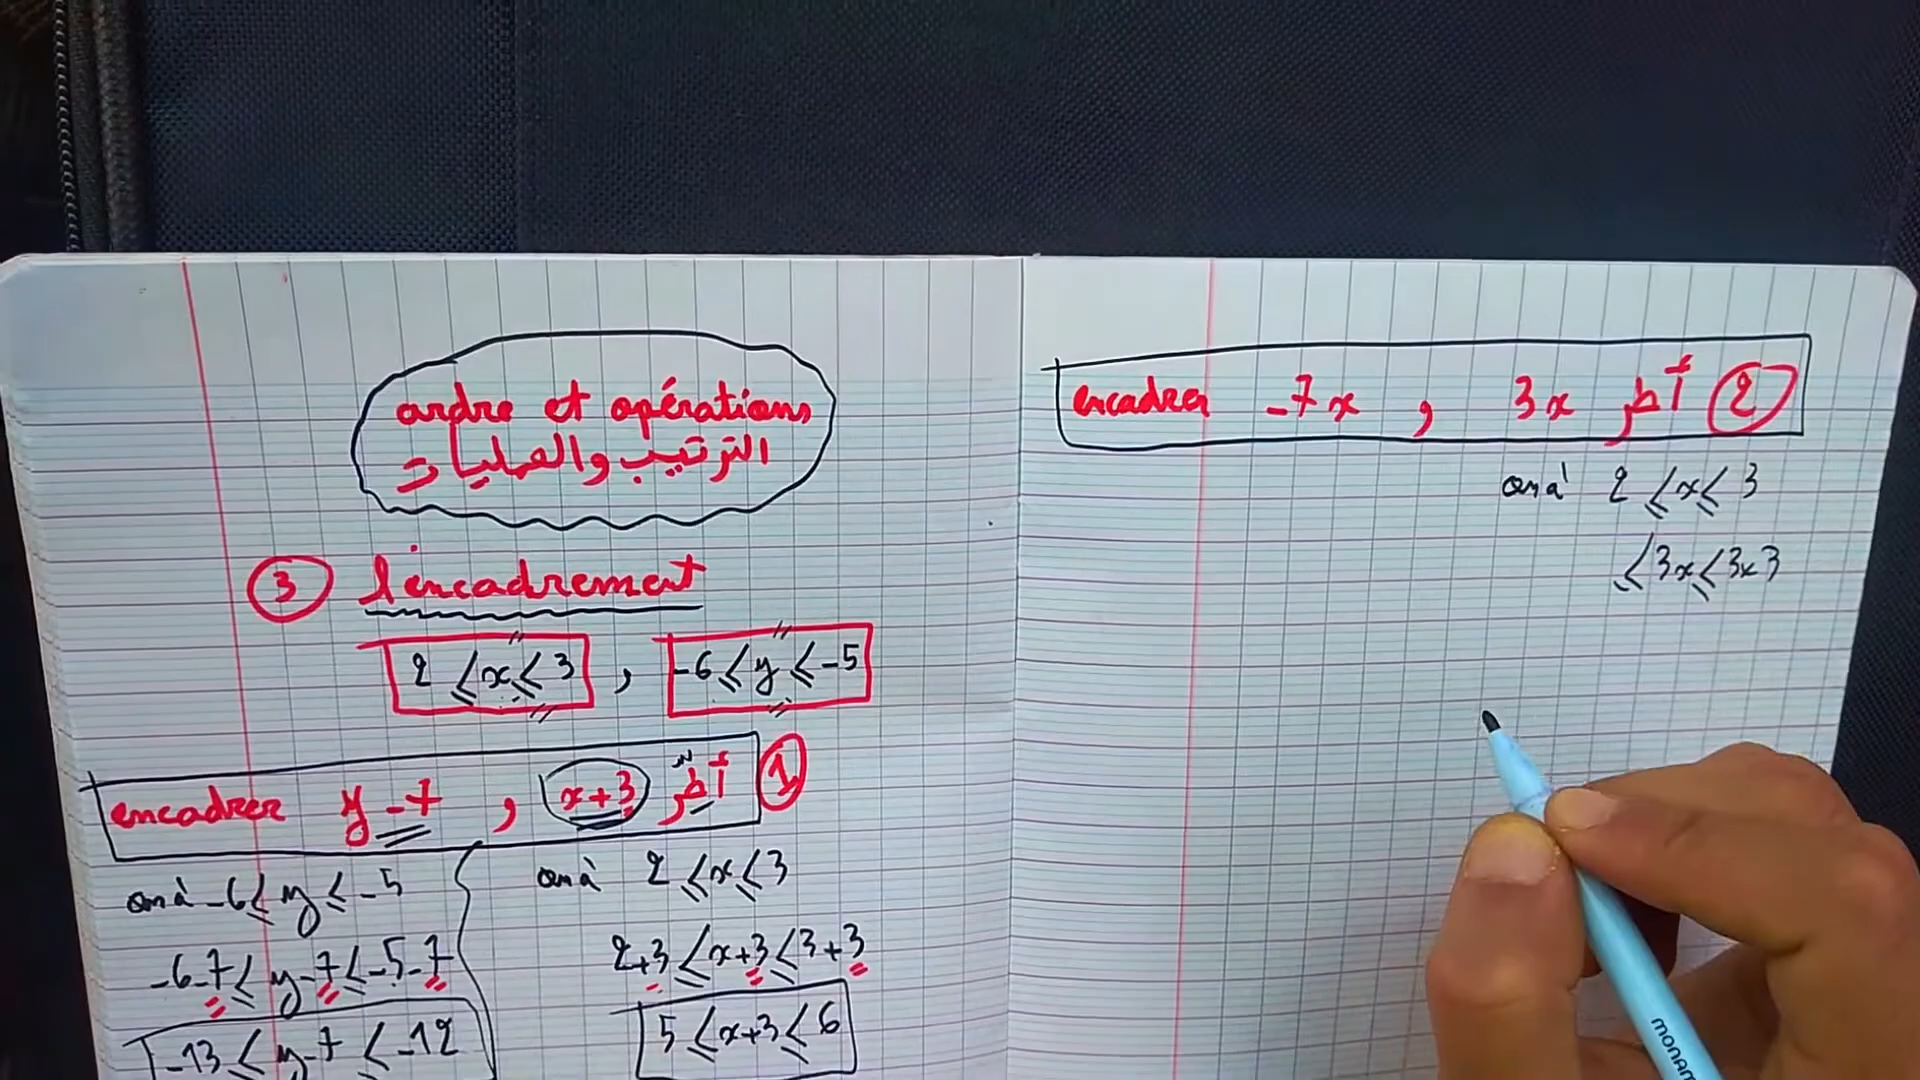 ordre et opérations
الترتيب والعمليات
3 l'encadrement
2 ≤ x ≤ 3 , -6 ≤ y ≤ -5
encadrer y-7 , x+3 أطر 1
on à -6 ≤ y ≤ -5
-6-7 ≤ y-7 ≤ -5-7
-13 ≤ y-7 ≤ -12
on à 2 ≤ x ≤ 3
2+3 ≤ x+3 ≤ 3+3
5 ≤ x+3 ≤ 6
encadrer -7x , 3x أطر 2
on à 2 ≤ x ≤ 3
≤ 3x ≤ 3x3
MONAM